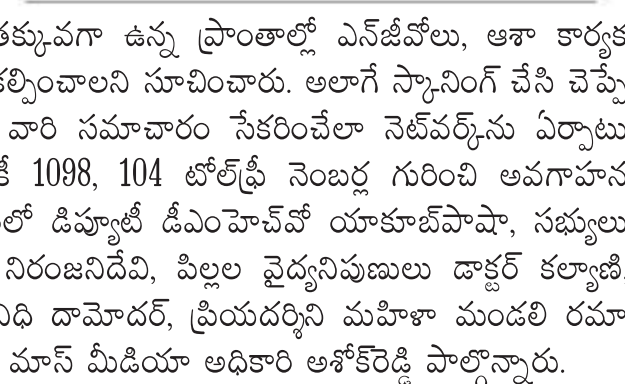 తక్కువగా ఉన్న ప్రాంతాల్లో ఎన్‌జీవోలు, ఆశా కార్యక
కల్పించాలని సూచించారు. అలాగే స్కానింగ్ చేసి చెప్పే
వారి సమాచారం సేకరించేలా నెట్‌వర్క్‌ను ఏర్పాటు
కీ 1098, 104 టోల్‌ఫ్రీ నెంబర్ల గురించి అవగాహన
లో డిప్యూటీ డీఎంహెచ్‌వో యాకూబ్‌పాషా, సభ్యులు
నిరంజనిదేవి, పిల్లల వైద్యనిపుణులు డాక్టర్ కల్యాణి,
నిధి దామోదర్, ప్రియదర్శిని మహిళా మండలి రమా
మాస్ మీడియా అధికారి అశోక్‌రెడ్డి పాల్గొన్నారు.